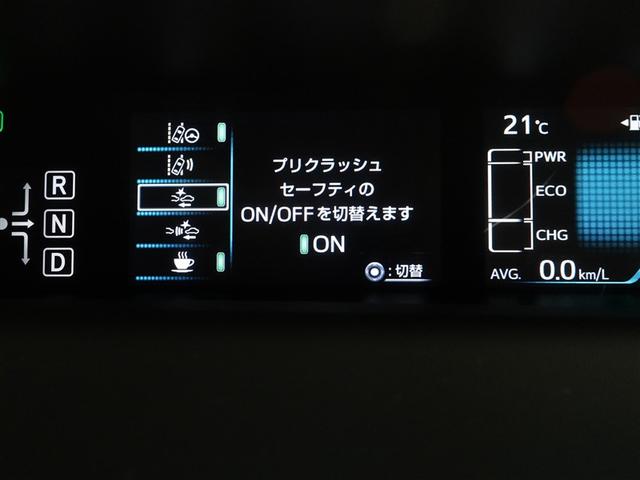 R
N
D
プリクラッシュ
セーフティの
ON/OFFを切替えます
ON
:切替
21℃
PWR
ECO
CHG
AVG. 0.0 km/L